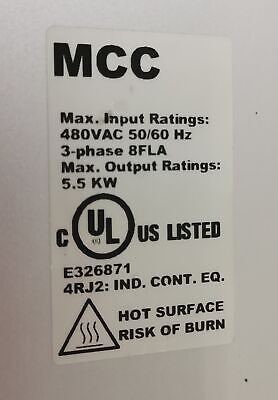 MCC
Max. Input Ratings:
480VAC 50/60 Hz
3-phase 8FLA
Max. Output Ratings:
5.5 KW
C UL US LISTED
E326871
4RJ2: IND. CONT. EQ.
HOT SURFACE
RISK OF BURN